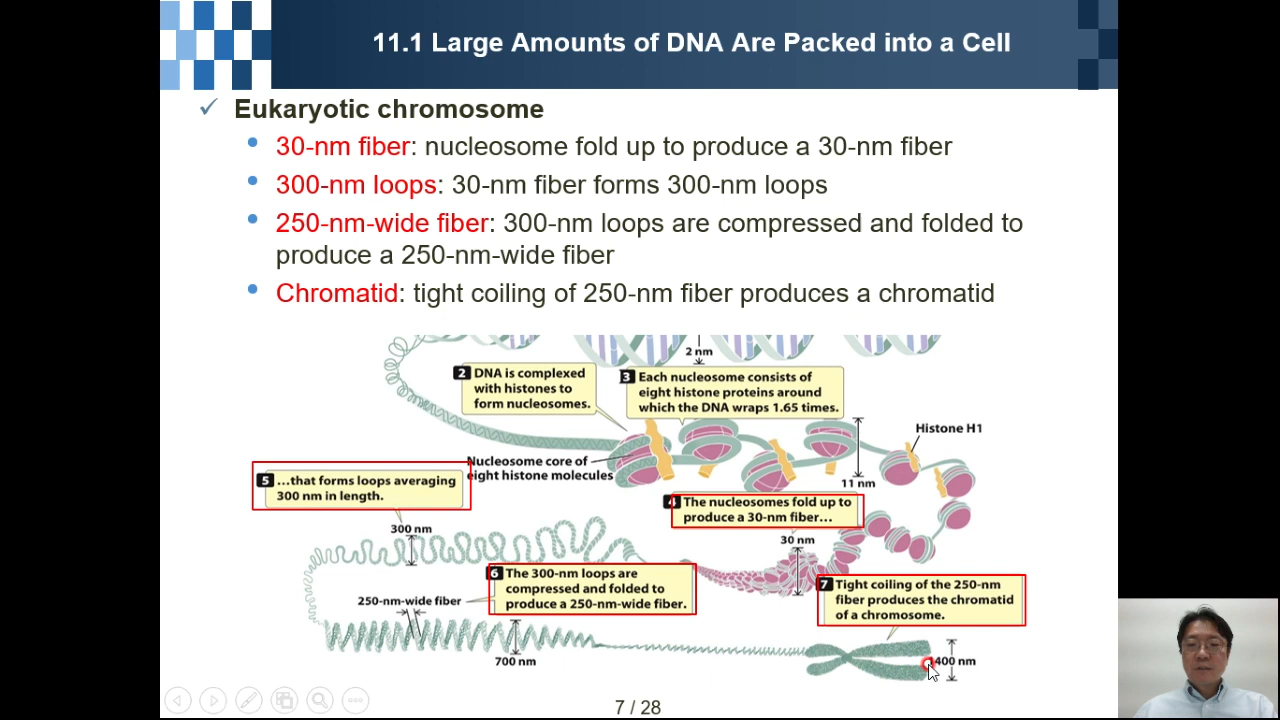 11.1 Large Amounts of DNA Are Packed into a Cell
✓ Eukaryotic chromosome
• 30-nm fiber: nucleosome fold up to produce a 30-nm fiber
• 300-nm loops: 30-nm fiber forms 300-nm loops
• 250-nm-wide fiber: 300-nm loops are compressed and folded to
produce a 250-nm-wide fiber
• Chromatid: tight coiling of 250-nm fiber produces a chromatid
2 nm
2 DNA is complexed
with histones to
form nucleosomes.
3 Each nucleosome consists of
eight histone proteins around
which the DNA wraps 1.65 times.
Histone H1
Nucleosome core of
eight histone molecules
11 nm
5 ...that forms loops averaging
300 nm in length.
4 The nucleosomes fold up to
produce a 30-nm fiber...
300 nm
30 nm
6 The 300-nm loops are
compressed and folded to
produce a 250-nm-wide fiber.
7 Tight coiling of the 250-nm
fiber produces the chromatid
of a chromosome.
250-nm-wide fiber
700 nm
400 nm
7 / 28